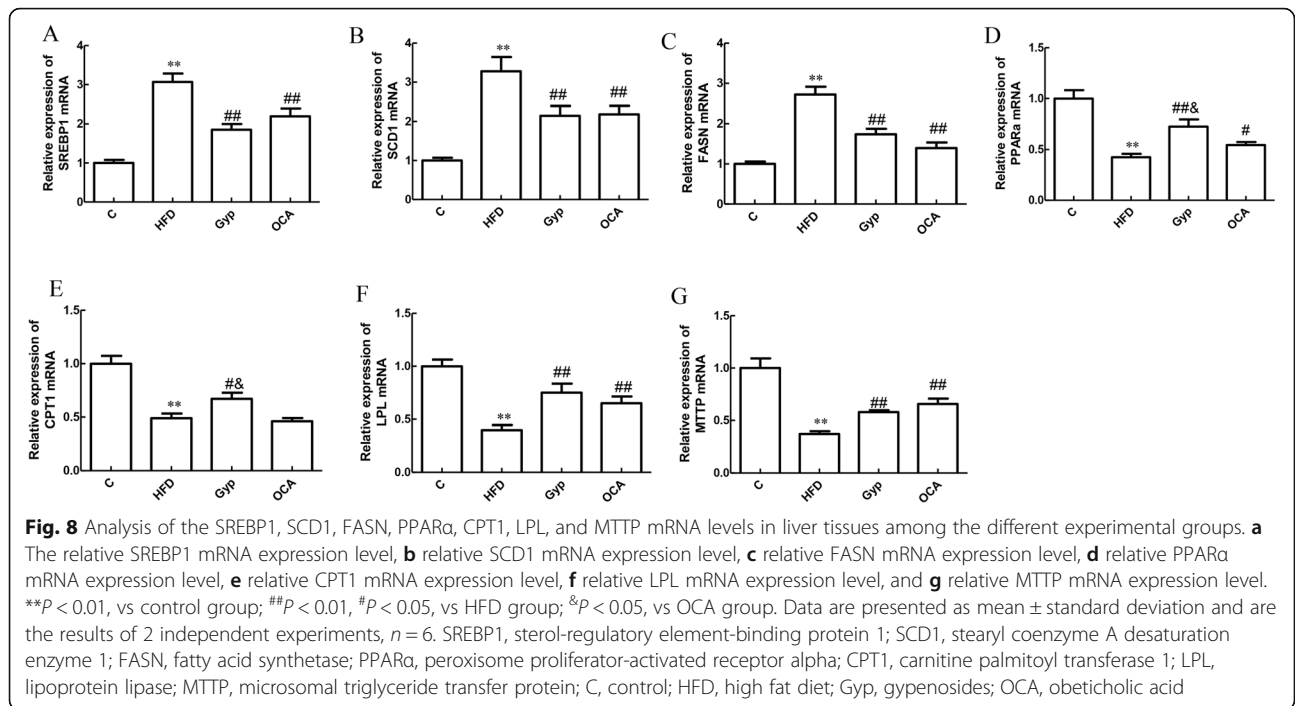 A
Relative expression of
SREBP1 mRNA
4
3
2
1
0
C
HFD
Gyp
OCA
**
##
##
B
Relative expression of
SCD1 mRNA
4
3
2
1
0
C
HFD
Gyp
OCA
**
##
##
C
Relative expression of
FASN mRNA
4
3
2
1
0
C
HFD
Gyp
OCA
**
##
##
D
Relative expression of
PPARa mRNA
1.5
1.0
0.5
0.0
C
HFD
Gyp
OCA
**
##&
#
E
Relative expression of
CPT1 mRNA
1.5
1.0
0.5
0.0
C
HFD
Gyp
OCA
**
#&
F
Relative expression of
LPL mRNA
1.5
1.0
0.5
0.0
C
HFD
Gyp
OCA
**
##
##
G
Relative expression of
MTTP mRNA
1.5
1.0
0.5
0.0
C
HFD
Gyp
OCA
**
##
##
Fig. 8 Analysis of the SREBP1, SCD1, FASN, PPARα, CPT1, LPL, and MTTP mRNA levels in liver tissues among the different experimental groups. a
The relative SREBP1 mRNA expression level, b relative SCD1 mRNA expression level, c relative FASN mRNA expression level, d relative PPARα
mRNA expression level, e relative CPT1 mRNA expression level, f relative LPL mRNA expression level, and g relative MTTP mRNA expression level.
**P < 0.01, vs control group; ##P < 0.01, #P < 0.05, vs HFD group; &P < 0.05, vs OCA group. Data are presented as mean ± standard deviation and are
the results of 2 independent experiments, n = 6. SREBP1, sterol-regulatory element-binding protein 1; SCD1, stearyl coenzyme A desaturation
enzyme 1; FASN, fatty acid synthetase; PPARα, peroxisome proliferator-activated receptor alpha; CPT1, carnitine palmitoyl transferase 1; LPL,
lipoprotein lipase; MTTP, microsomal triglyceride transfer protein; C, control; HFD, high fat diet; Gyp, gypenosides; OCA, obeticholic acid